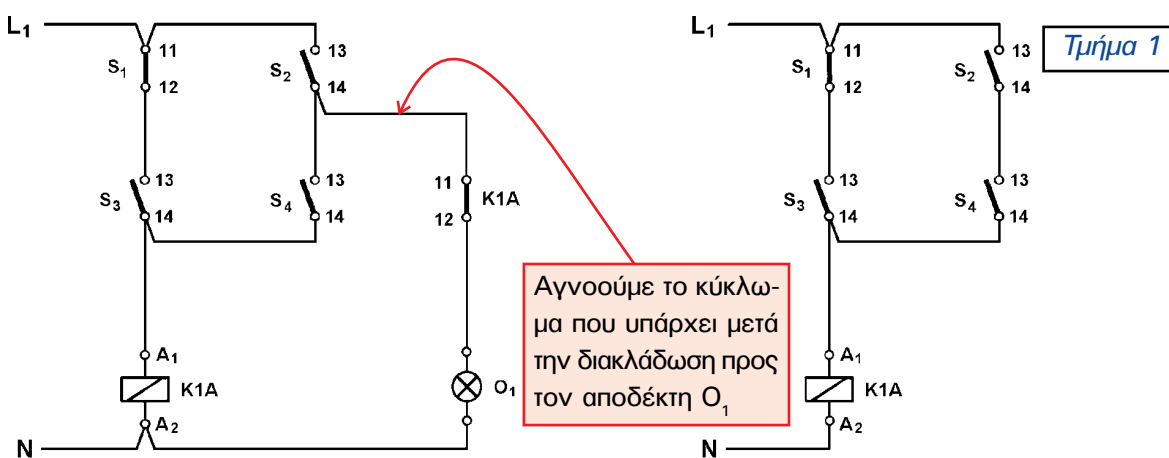 L1
S1
11
12
S2
13
14
S3
13
14
S4
13
14
11
12
K1A
A1
K1A
A2
O1
N
Αγνοούμε το κύκλω-
μα που υπάρχει μετά
την διακλάδωση προς
τον αποδέκτη O1
L1
S1
11
12
S2
13
14
S3
13
14
S4
13
14
A1
K1A
A2
N
Τμήμα 1